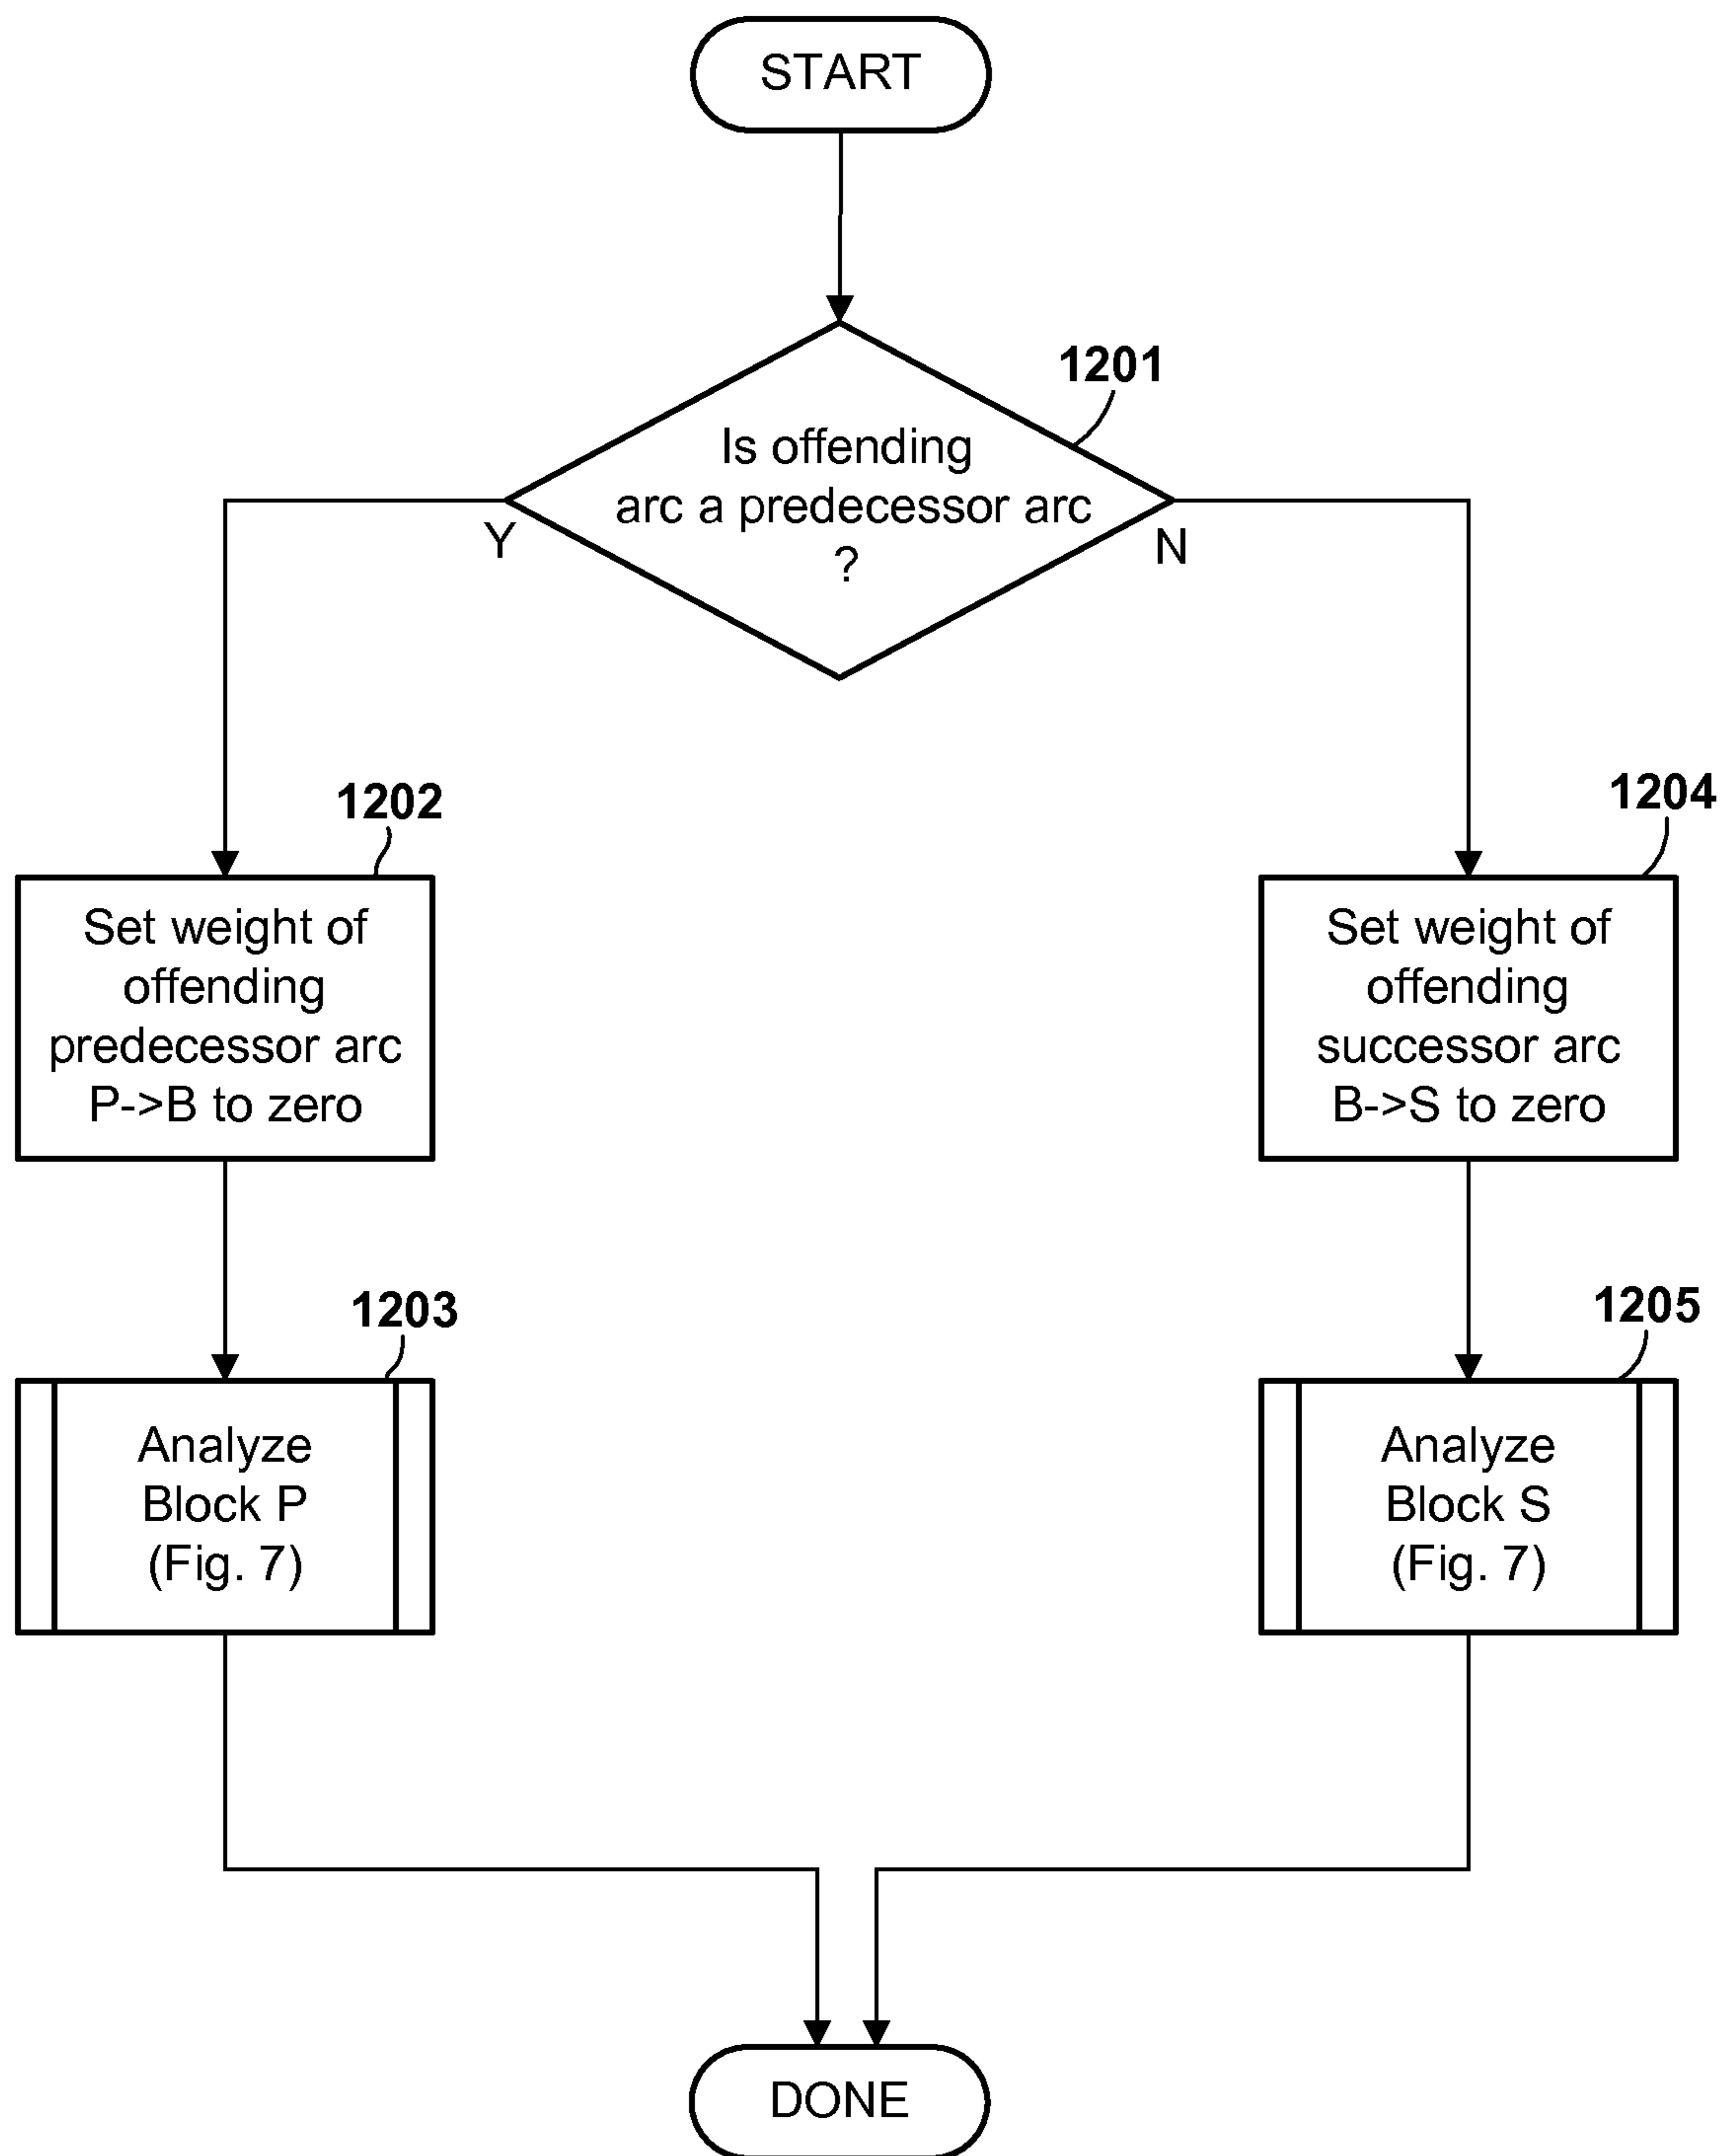 START
1201
Is offending
arc a predecessor arc
?
Y
N
1202
Set weight of
offending
predecessor arc
P->B to zero
1204
Set weight of
offending
successor arc
B->S to zero
1203
Analyze
Block P
(Fig. 7)
1205
Analyze
Block S
(Fig. 7)
DONE